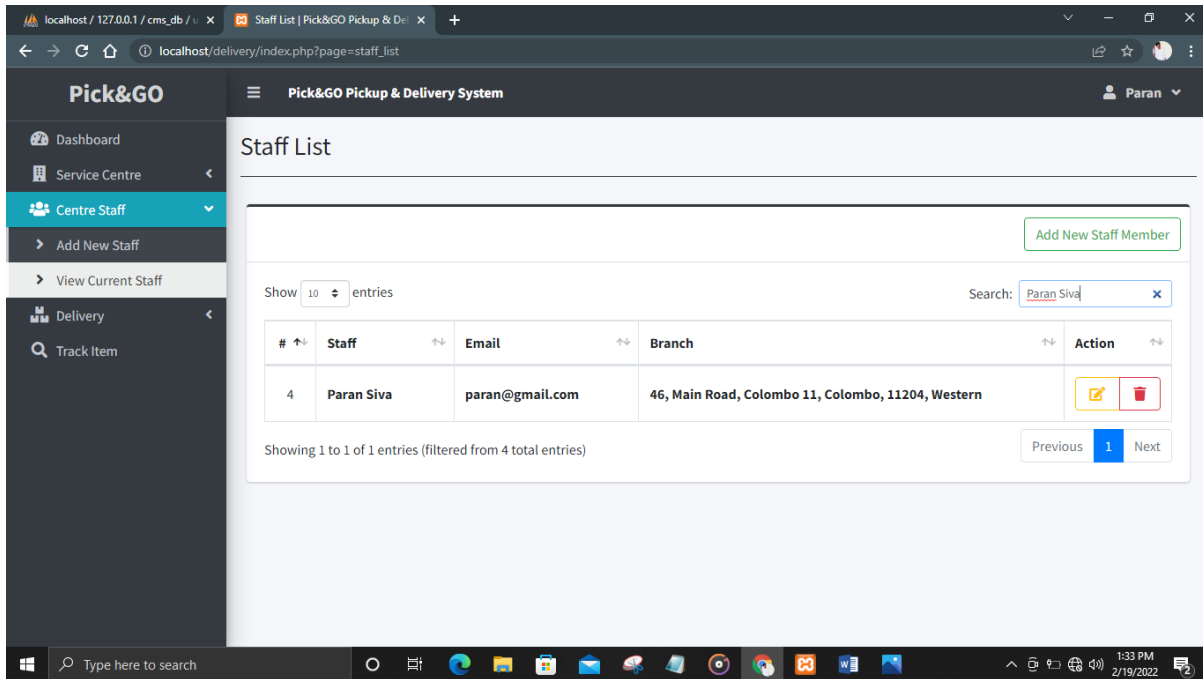 localhost / 127.0.0.1 / cms_db / u
Staff List | Pick&GO Pickup & Del
localhost/delivery/index.php?page=staff_list
Pick&GO
Pick&GO Pickup & Delivery System
Paran
Dashboard
Service Centre
Centre Staff
Add New Staff
View Current Staff
Delivery
Track Item
Staff List
Add New Staff Member
Show 10 entries
Search: Paran Siva
# Staff Email Branch Action
4 Paran Siva paran@gmail.com 46, Main Road, Colombo 11, Colombo, 11204, Western
Showing 1 to 1 of 1 entries (filtered from 4 total entries)
Previous 1 Next
Type here to search
1:33 PM
2/19/2022
2